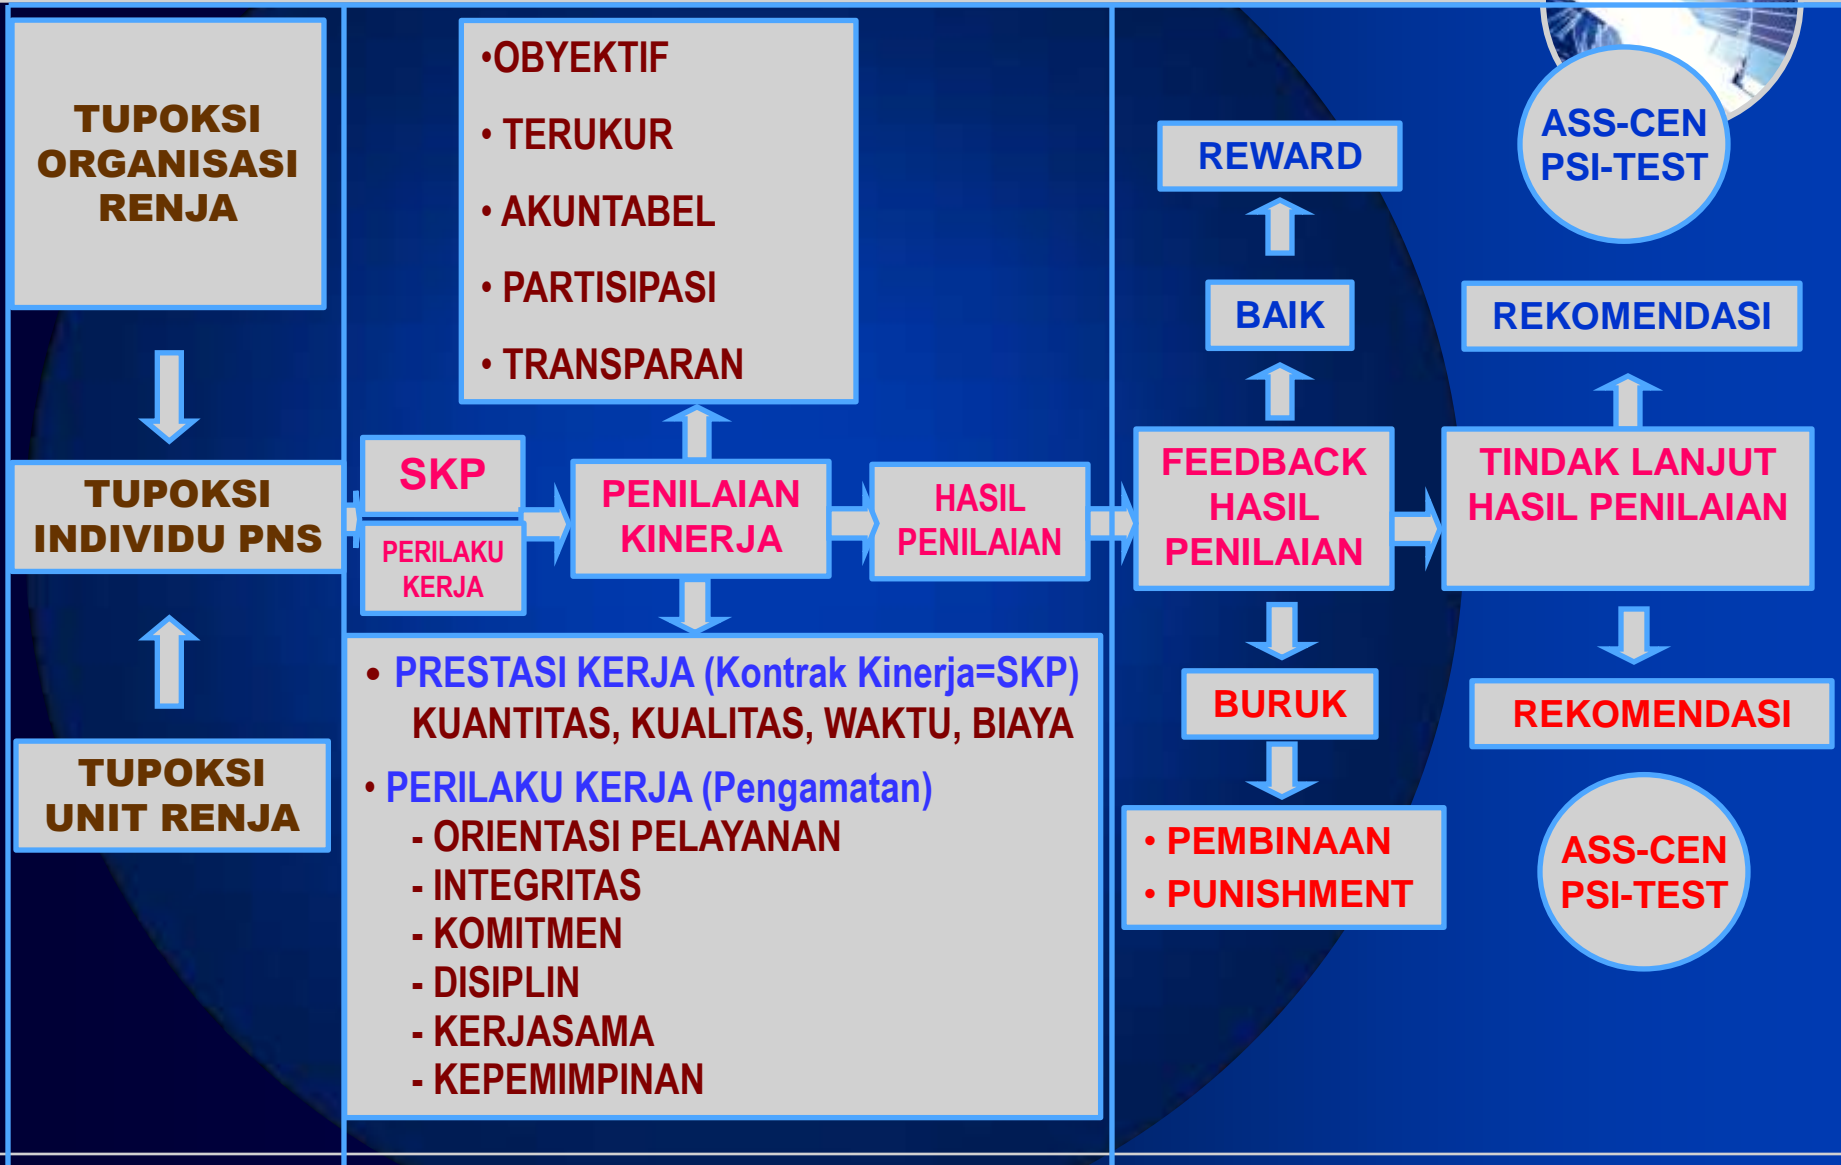 TUPOKSI
ORGANISASI
RENJA
TUPOKSI
INDIVIDU PNS
TUPOKSI
UNIT RENJA
•OBYEKTIF
• TERUKUR
• AKUNTABEL
• PARTISIPASI
• TRANSPARAN
SKP
PERILAKU
KERJA
PENILAIAN
KINERJA
HASIL
PENILAIAN
• PRESTASI KERJA (Kontrak Kinerja=SKP)
KUANTITAS, KUALITAS, WAKTU, BIAYA
• PERILAKU KERJA (Pengamatan)
- ORIENTASI PELAYANAN
- INTEGRITAS
- KOMITMEN
- DISIPLIN
- KERJASAMA
- KEPEMIMPINAN
REWARD
BAIK
FEEDBACK
HASIL
PENILAIAN
BURUK
• PEMBINAAN
• PUNISHMENT
ASS-CEN
PSI-TEST
REKOMENDASI
TINDAK LANJUT
HASIL PENILAIAN
REKOMENDASI
ASS-CEN
PSI-TEST